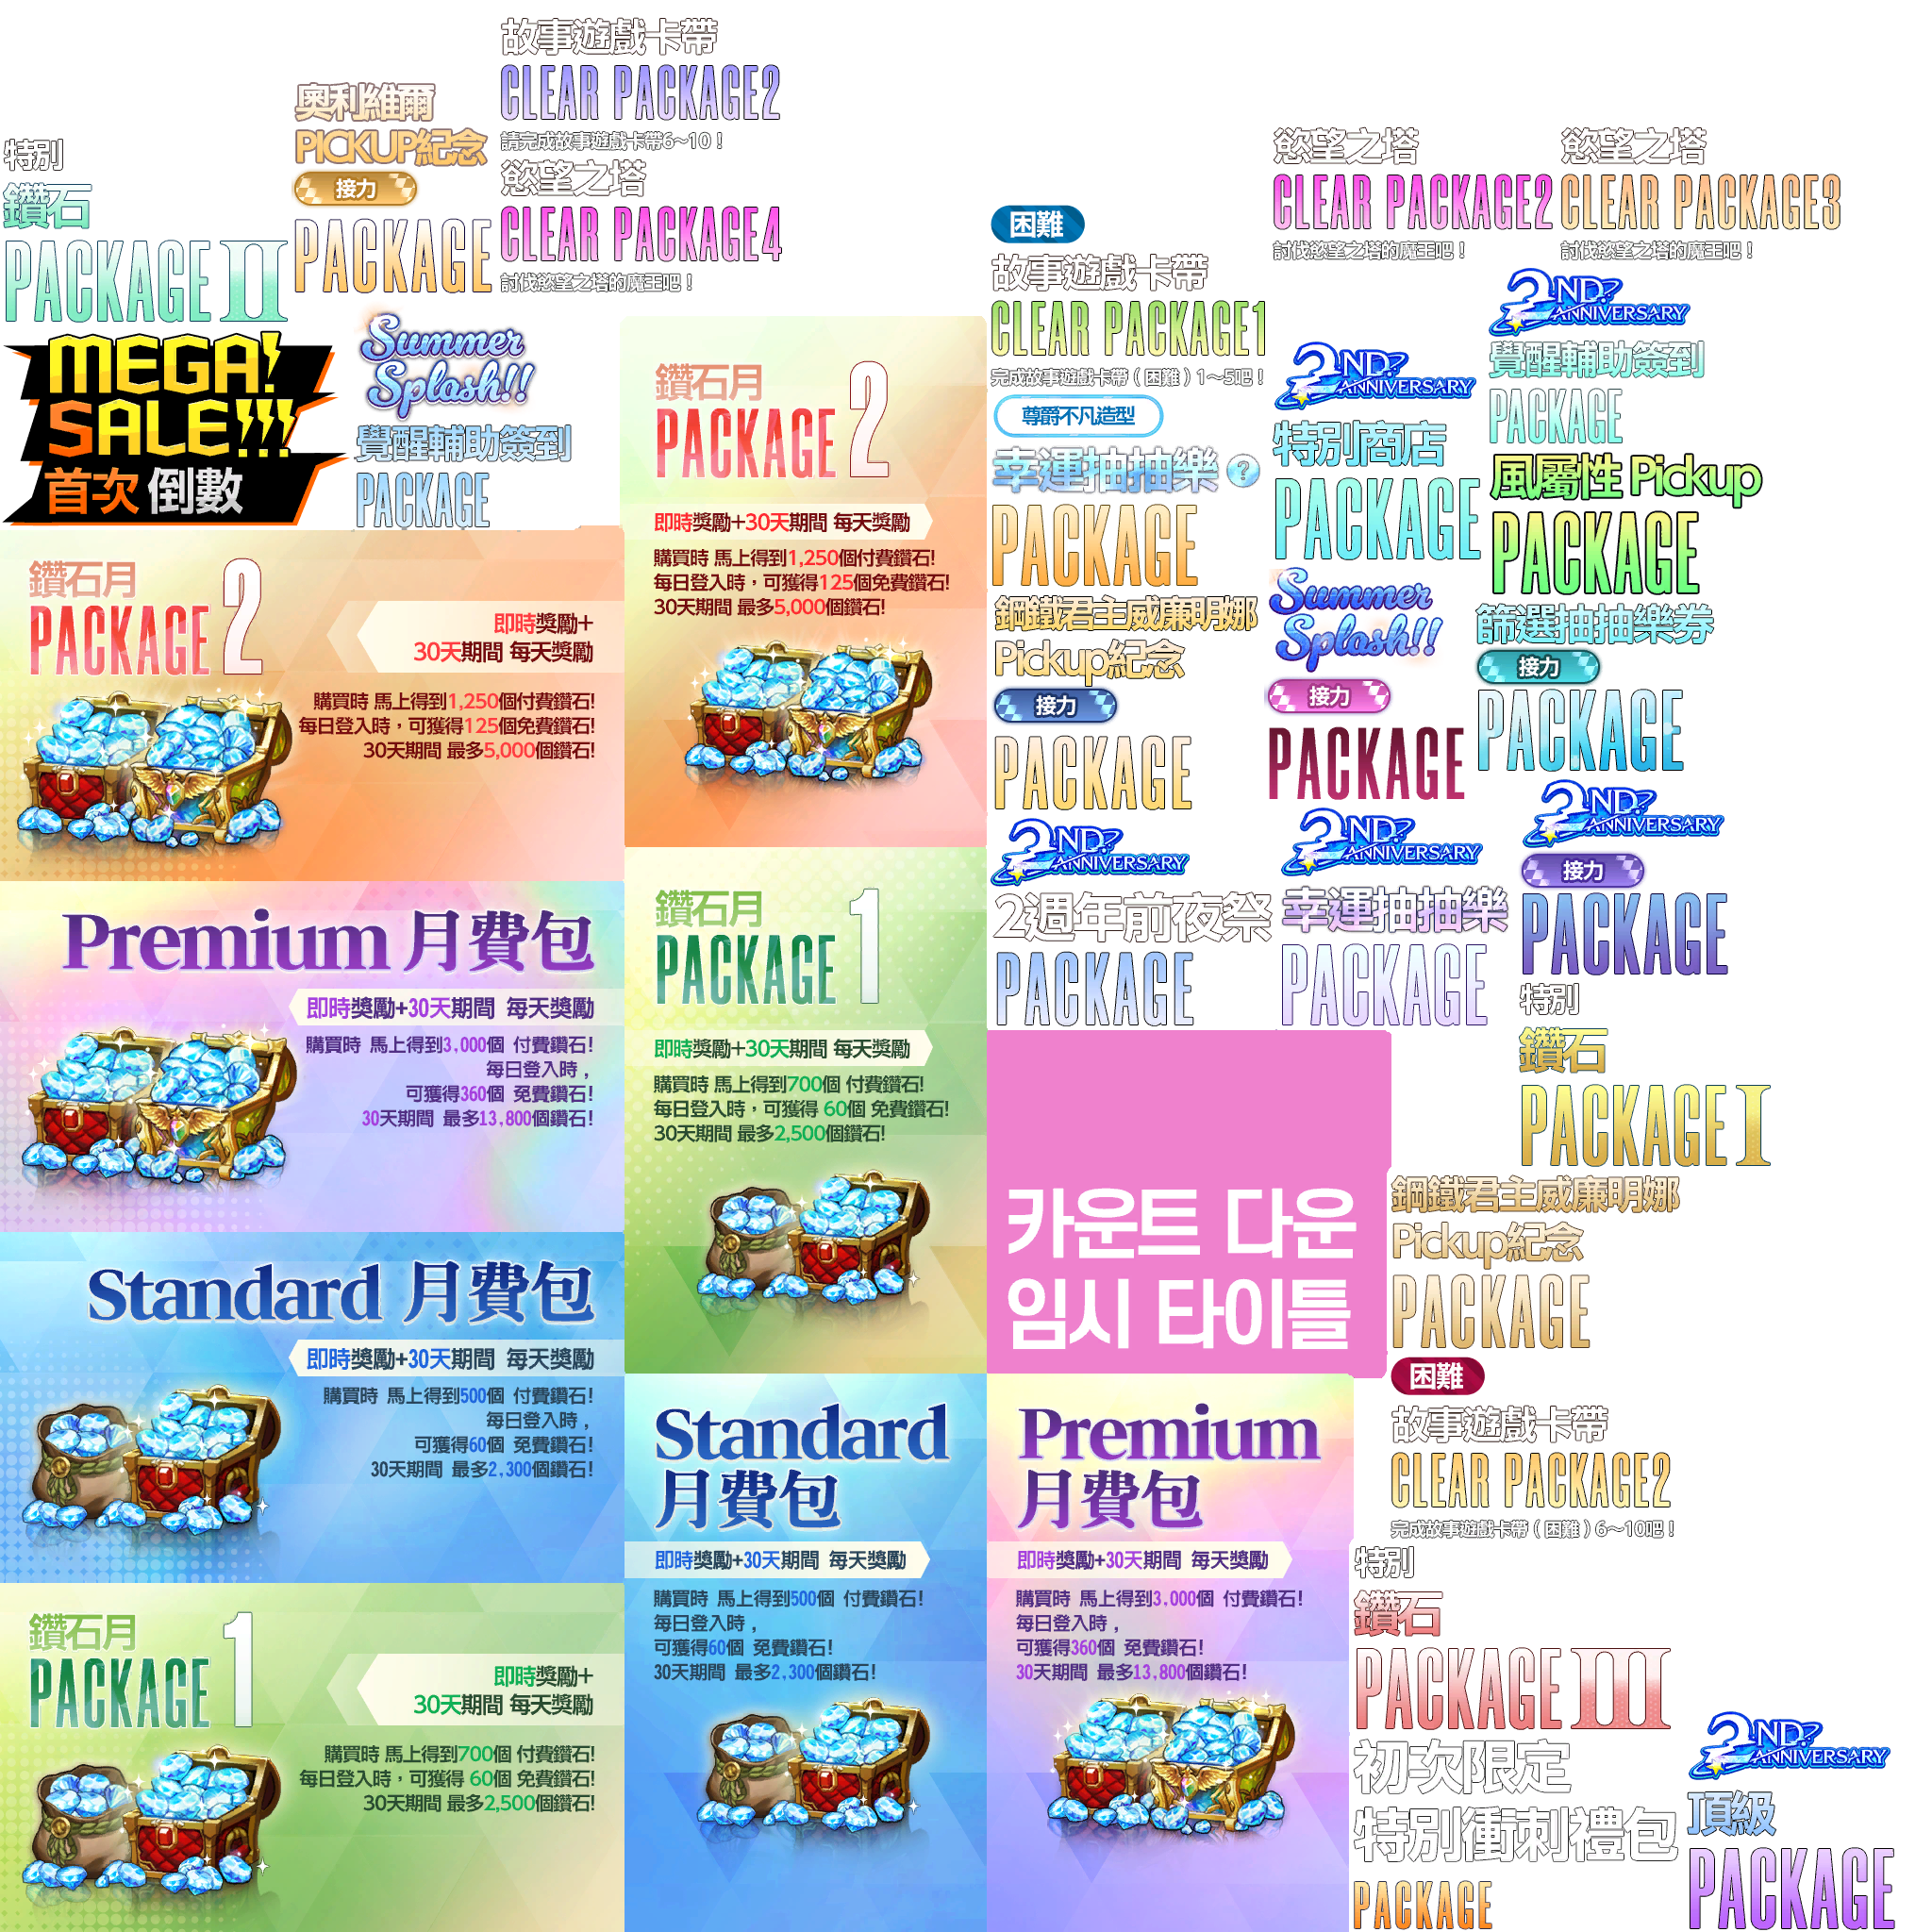 故事遊戲卡帶
CLEAR PACKAGE2
請完成故事遊戲卡帶6～10！
慾望之塔
CLEAR PACKAGE4
討伐慾望之塔的魔王吧！
奧利維爾
PICKUP紀念
接力
PACKAGE
特別
鑽石
PACKAGE II
MEGA!
SALE!!!
首次 倒數
Summer
Splash!!
覺醒輔助簽到
PACKAGE
鑽石月
PACKAGE 2
即時獎勵+30天期間 每天獎勵
購買時 馬上得到1,250個付費鑽石!
每日登入時，可獲得125個免費鑽石!
30天期間 最多5,000個鑽石!
鑽石月
PACKAGE 2
即時獎勵+
30天期間 每天獎勵
購買時 馬上得到1,250個付費鑽石!
每日登入時，可獲得125個免費鑽石!
30天期間 最多5,000個鑽石!
Premium 月費包
即時獎勵+30天期間 每天獎勵
購買時 馬上得到3,000個 付費鑽石!
每日登入時,
可獲得360個 免費鑽石!
30天期間 最多13,800個鑽石!
鑽石月
PACKAGE 1
即時獎勵+30天期間 每天獎勵
購買時 馬上得到700個 付費鑽石!
每日登入時，可獲得 60個 免費鑽石!
30天期間 最多2,500個鑽石!
Standard 月費包
即時獎勵+30天期間 每天獎勵
購買時 馬上得到500個 付費鑽石!
每日登入時,
可獲得60個 免費鑽石!
30天期間 最多2,300個鑽石!
鑽石月
PACKAGE 1
即時獎勵+
30天期間 每天獎勵
購買時 馬上得到700個 付費鑽石!
每日登入時，可獲得 60個 免費鑽石!
30天期間 最多2,500個鑽石!
Standard
月費包
即時獎勵+30天期間 每天獎勵
購買時 馬上得到500個 付費鑽石!
每日登入時,
可獲得60個 免費鑽石!
30天期間 最多2,300個鑽石!
Premium
月費包
即時獎勵+30天期間 每天獎勵
購買時 馬上得到3,000個 付費鑽石!
每日登入時,
可獲得360個 免費鑽石!
30天期間 最多13,800個鑽石!
困難
故事遊戲卡帶
CLEAR PACKAGE1
完成故事遊戲卡帶（困難）1～5吧！
尊爵不凡造型
幸運抽抽樂 ?
PACKAGE
鋼鐵君主威廉明娜
Pickup紀念
接力
PACKAGE
2ND
ANNIVERSARY
2週年前夜祭
PACKAGE
카운트 다운
임시 타이틀
慾望之塔
CLEAR PACKAGE2
討伐慾望之塔的魔王吧！
慾望之塔
CLEAR PACKAGE3
討伐慾望之塔的魔王吧！
2ND
ANNIVERSARY
特別商店
PACKAGE
2ND
ANNIVERSARY
覺醒輔助簽到
PACKAGE
風屬性 Pickup
PACKAGE
Summer
Splash!!
接力
PACKAGE
篩選抽抽樂券
接力
PACKAGE
2ND
ANNIVERSARY
幸運抽抽樂
PACKAGE
2ND
ANNIVERSARY
接力
PACKAGE
特別
鑽石
PACKAGE I
鋼鐵君主威廉明娜
Pickup紀念
PACKAGE
困難
故事遊戲卡帶
CLEAR PACKAGE2
完成故事遊戲卡帶（困難）6～10吧！
特別
鑽石
PACKAGE III
初次限定
特別衝刺禮包
PACKAGE
2ND
ANNIVERSARY
頂級
PACKAGE